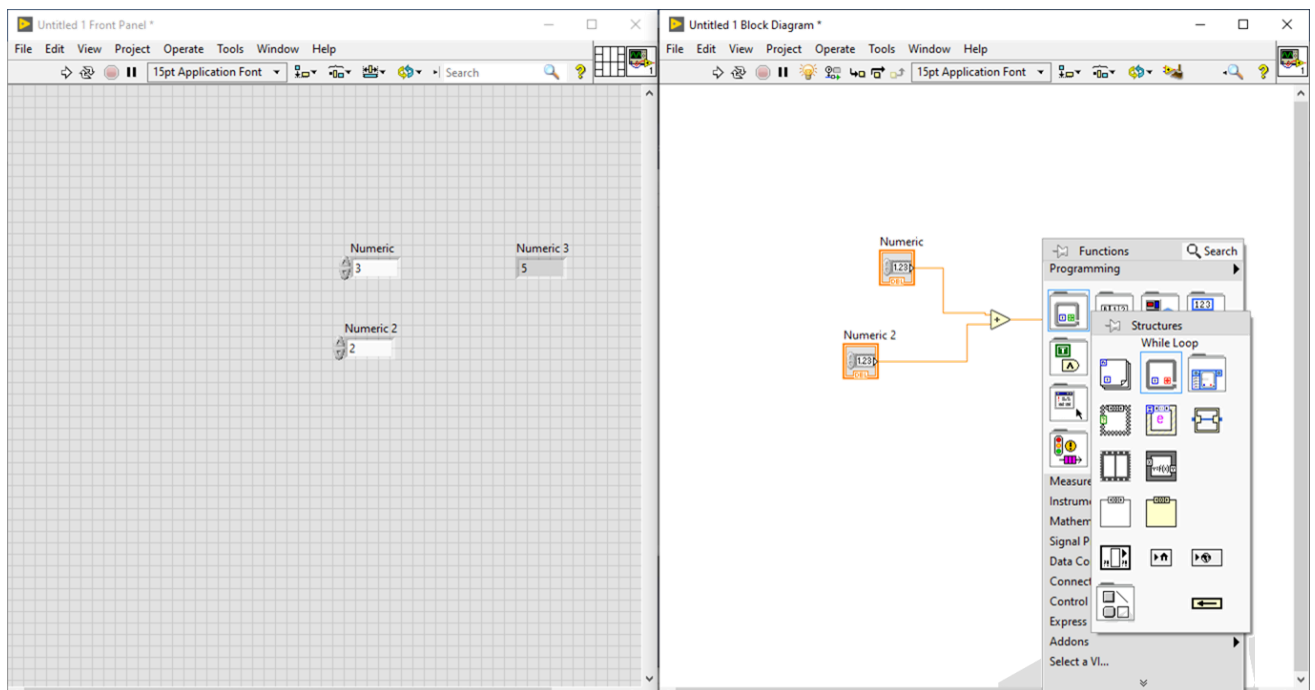 Untitled 1 Front Panel *
File Edit View Project Operate Tools Window Help
15pt Application Font
Search
Numeric
3
Numeric 3
5
Numeric 2
2
Untitled 1 Block Diagram *
File Edit View Project Operate Tools Window Help
15pt Application Font
Numeric
1.23
Numeric 2
1.23
Functions
Search
Programming
Structures
While Loop
Measure
Instrum
Mathem
Signal P
Data Co
Connect
Control
Express
Addons
Select a VI...